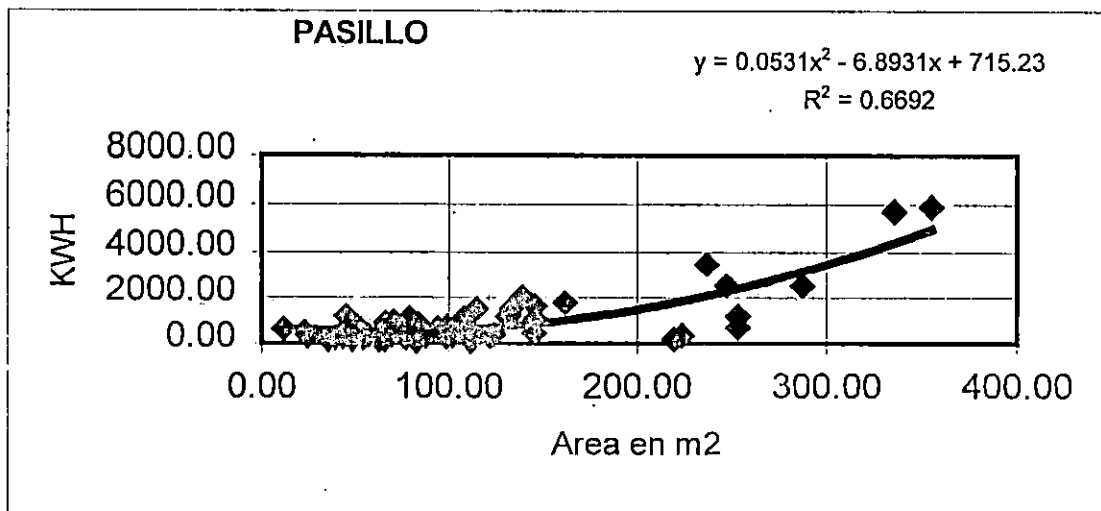 PASILLO
y = 0.0531x² - 6.8931x + 715.23
R² = 0.6692
8000.00
6000.00
4000.00
2000.00
0.00
KWH
0.00 100.00 200.00 300.00 400.00
Area en m2